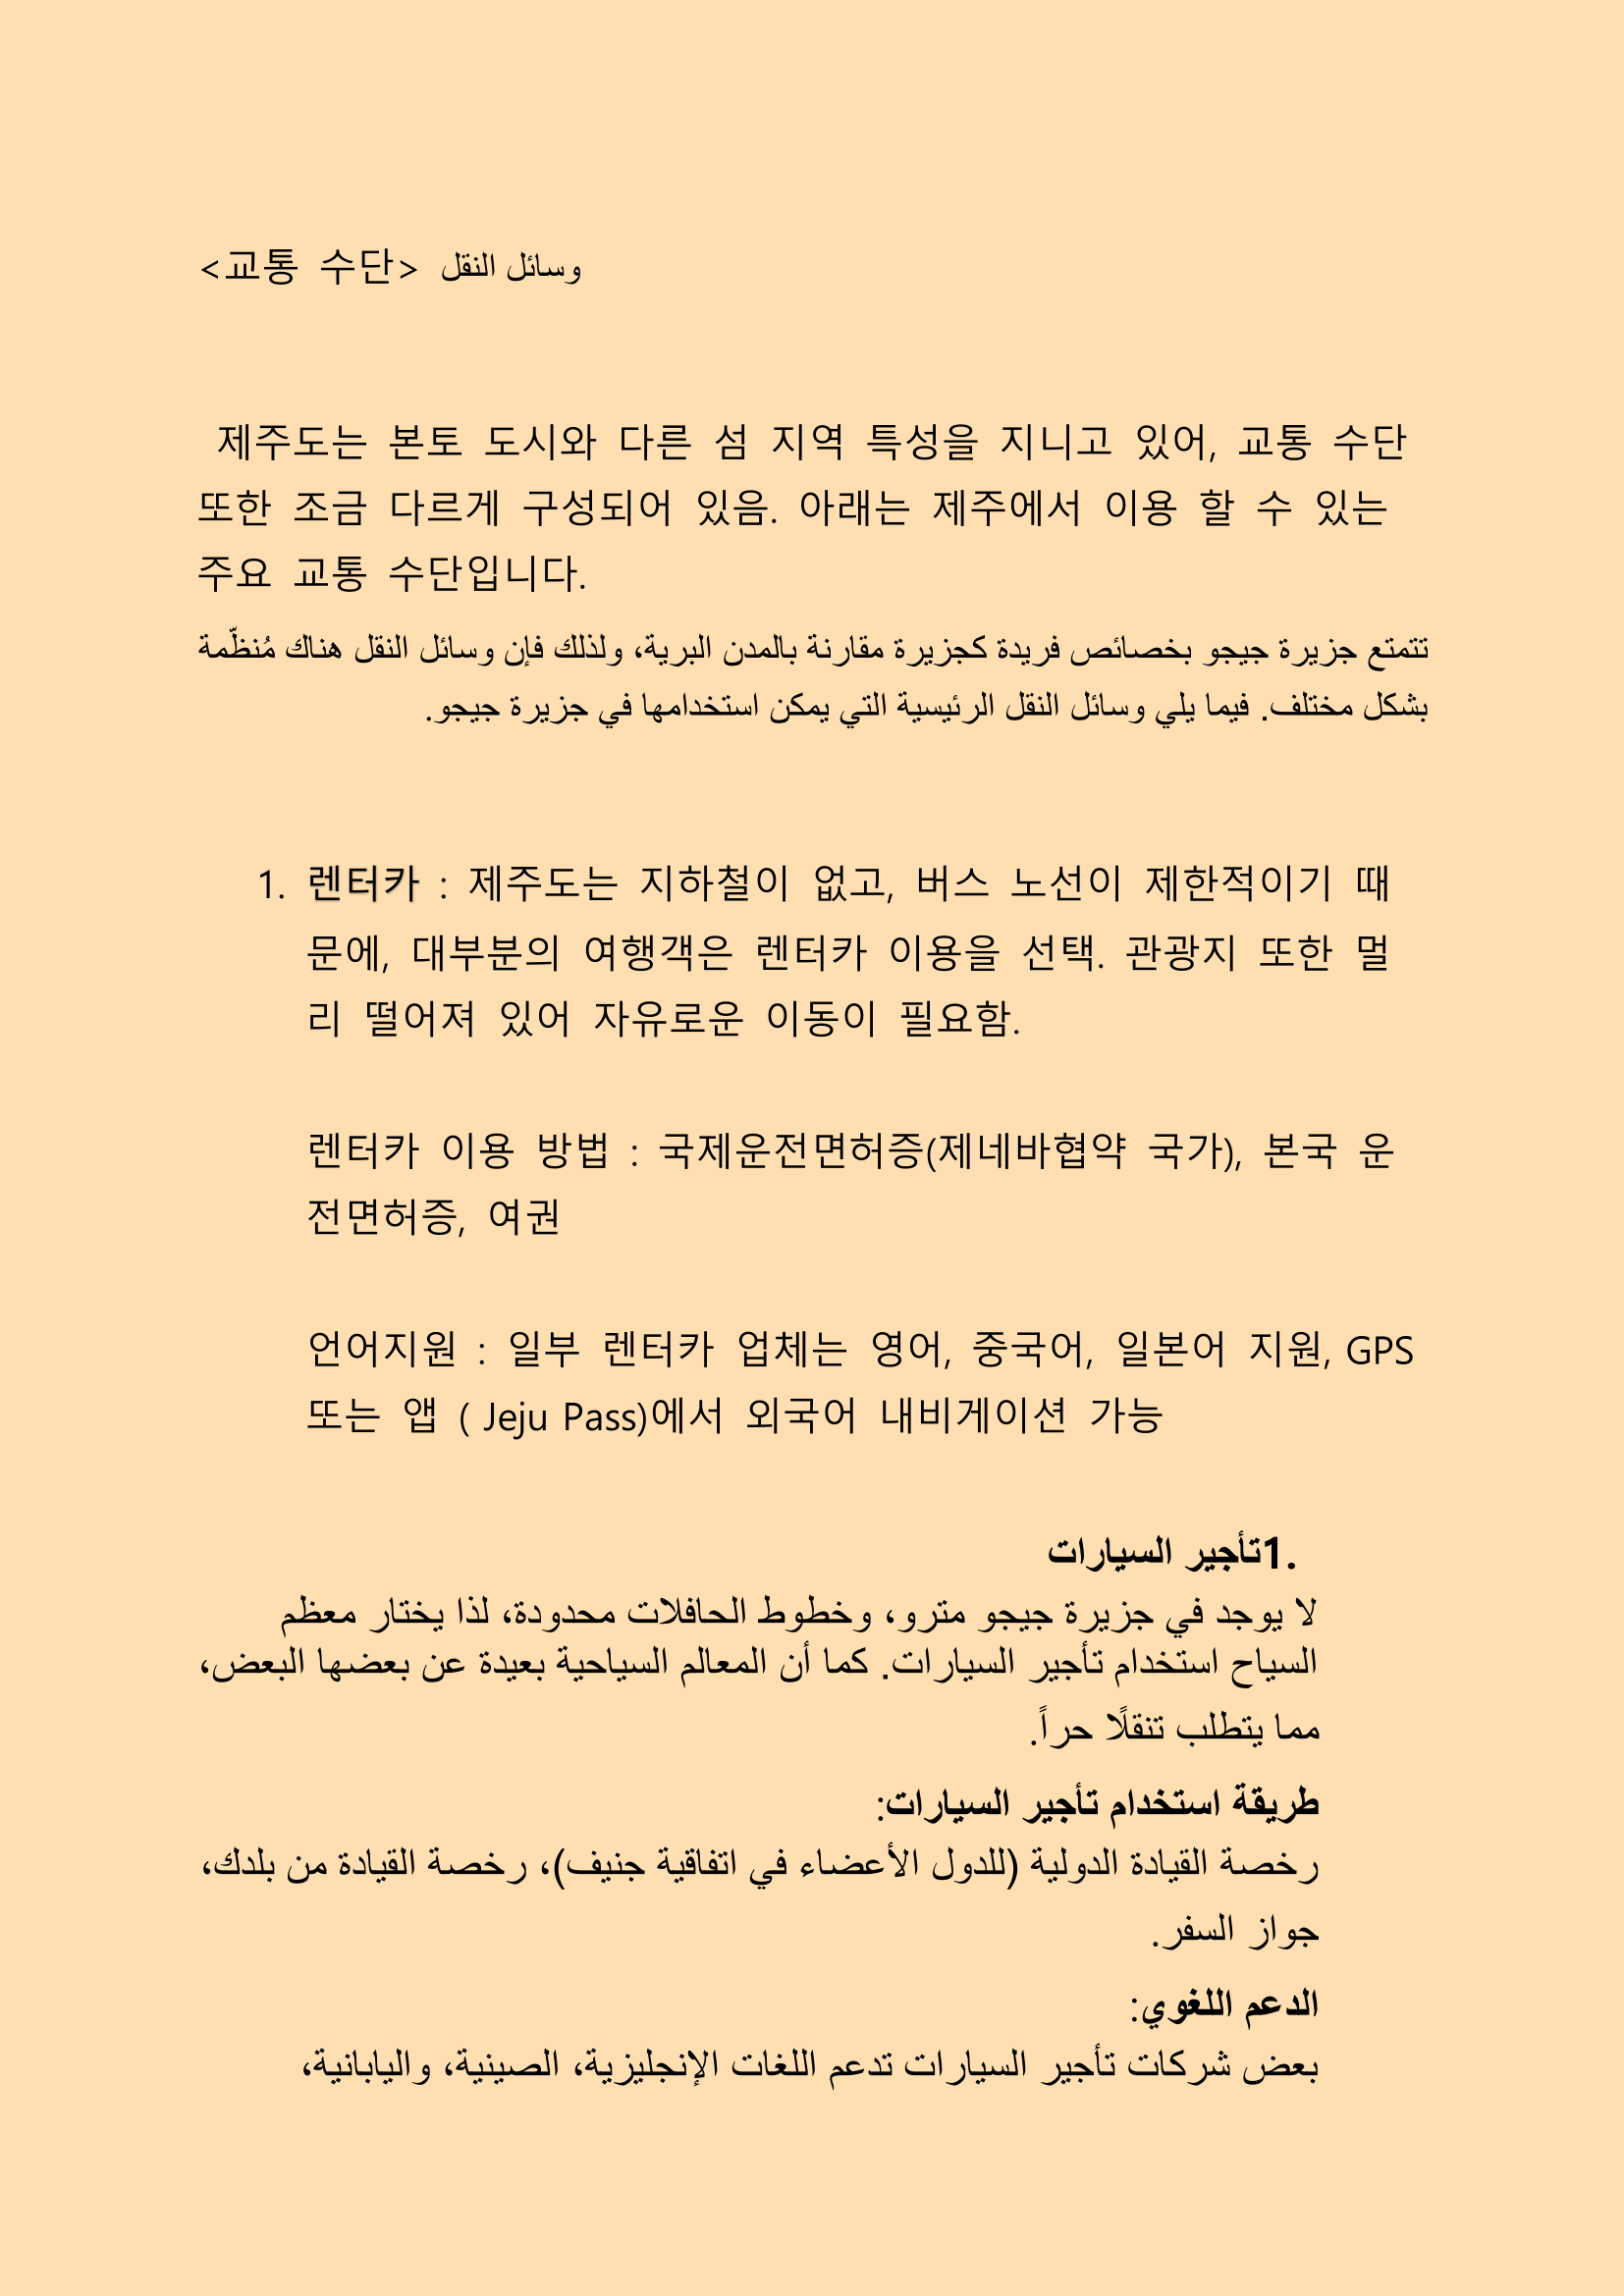 <교통 수단> وسائل النقل
제주도는 본토 도시와 다른 섬 지역 특성을 지니고 있어, 교통 수단
또한 조금 다르게 구성되어 있음. 아래는 제주에서 이용 할 수 있는
주요 교통 수단입니다.
تتمتع جزيرة جيجو بخصائص فريدة كجزيرة مقارنة بالمدن البرية، ولذلك فإن وسائل النقل هناك مُنظّمة
بشكل مختلف. فيما يلي وسائل النقل الرئيسية التي يمكن استخدامها في جزيرة جيجو.
1. 렌터카 : 제주도는 지하철이 없고, 버스 노선이 제한적이기 때
문에, 대부분의 여행객은 렌터카 이용을 선택. 관광지 또한 멀
리 떨어져 있어 자유로운 이동이 필요함.
렌터카 이용 방법 : 국제운전면허증(제네바협약 국가), 본국 운
전면허증, 여권
언어지원 : 일부 렌터카 업체는 영어, 중국어, 일본어 지원, GPS
또는 앱 ( Jeju Pass)에서 외국어 내비게이션 가능
.1تأجير السيارات
لا يوجد في جزيرة جيجو مترو، وخطوط الحافلات محدودة، لذا يختار معظم
السياح استخدام تأجير السيارات. كما أن المعالم السياحية بعيدة عن بعضها البعض،
مما يتطلب تنقلًا حراً.
طريقة استخدام تأجير السيارات:
رخصة القيادة الدولية (للدول الأعضاء في اتفاقية جنيف)، رخصة القيادة من بلدك،
جواز السفر.
الدعم اللغوي:
بعض شركات تأجير السيارات تدعم اللغات الإنجليزية، الصينية، واليابانية،